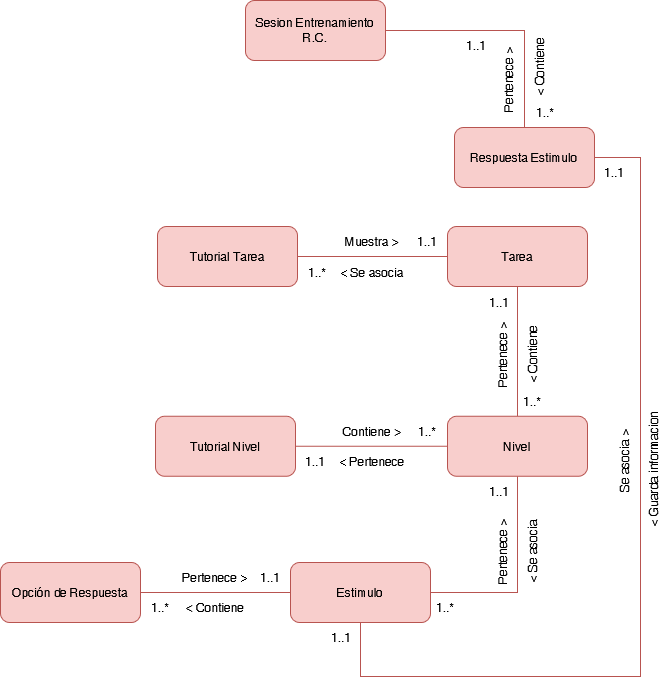 Sesion Entrenamiento
R.C.
1..1
Pertenece >
< Contiene
1..*
Respuesta Estimulo
1..1
Tutorial Tarea
Muestra >
1..1
1..*
< Se asocia
Tarea
1..1
Pertenece >
< Contiene
1..*
Tutorial Nivel
Contiene >
1..*
1..1
< Pertenece
Nivel
1..1
Pertenece >
< Se asocia
Se asocia >
< Guarda informacion
Opción de Respuesta
Pertenece >
1..1
1..*
< Contiene
Estimulo
1..*
1..1